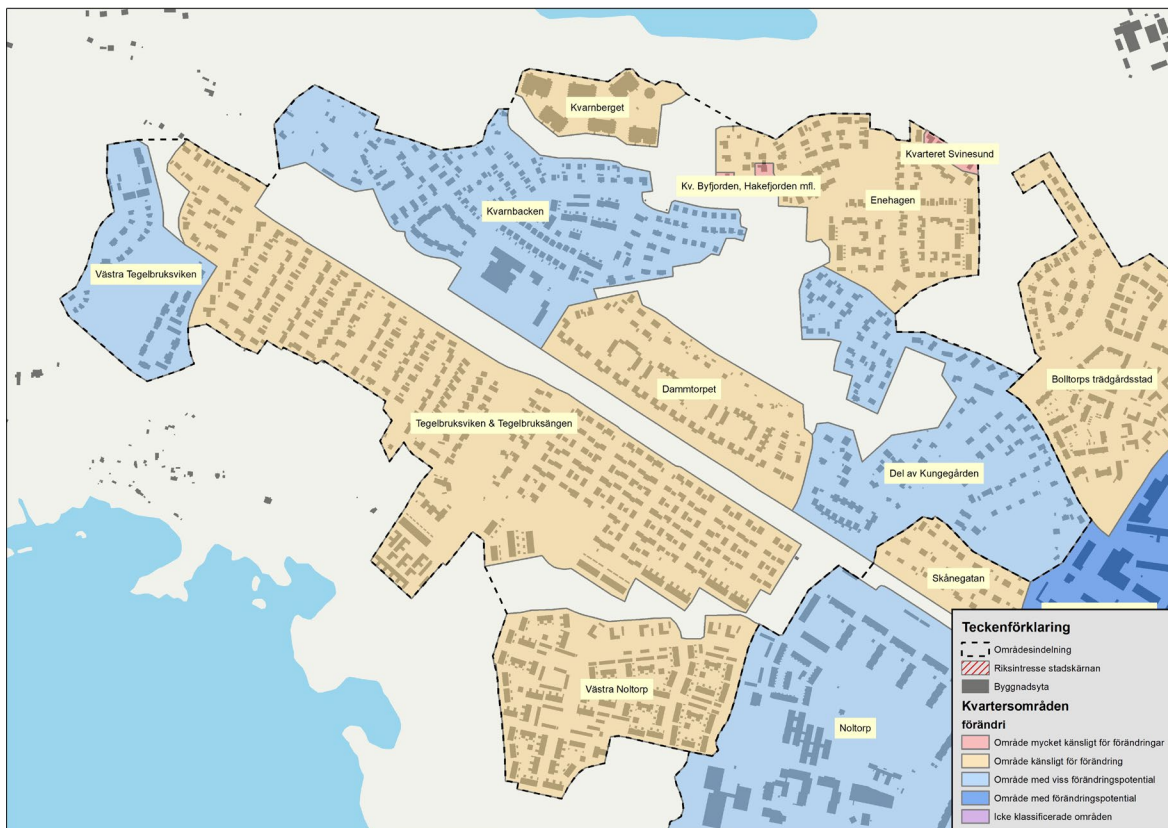 Kvarnberget
Kvarteret Svinesund
Kv. Byfjorden, Hakefjorden mfl.
Enehagen
Kvarnbacken
Västra Tegelbruksviken
Dammtorpet
Bolltorps trädgårdsstad
Tegelbruksviken & Tegelbruksängen
Del av Kungegården
Skånegatan
Västra Noltorp
Noltorp
Teckenförklaring
Områdesindelning
Riksintresse stadskärnan
Byggnadsyta
Kvartersområden
förändri
Område mycket känsligt för förändringar
Område känsligt för förändring
Område med viss förändringspotential
Område med förändringspotential
Icke klassificerade områden